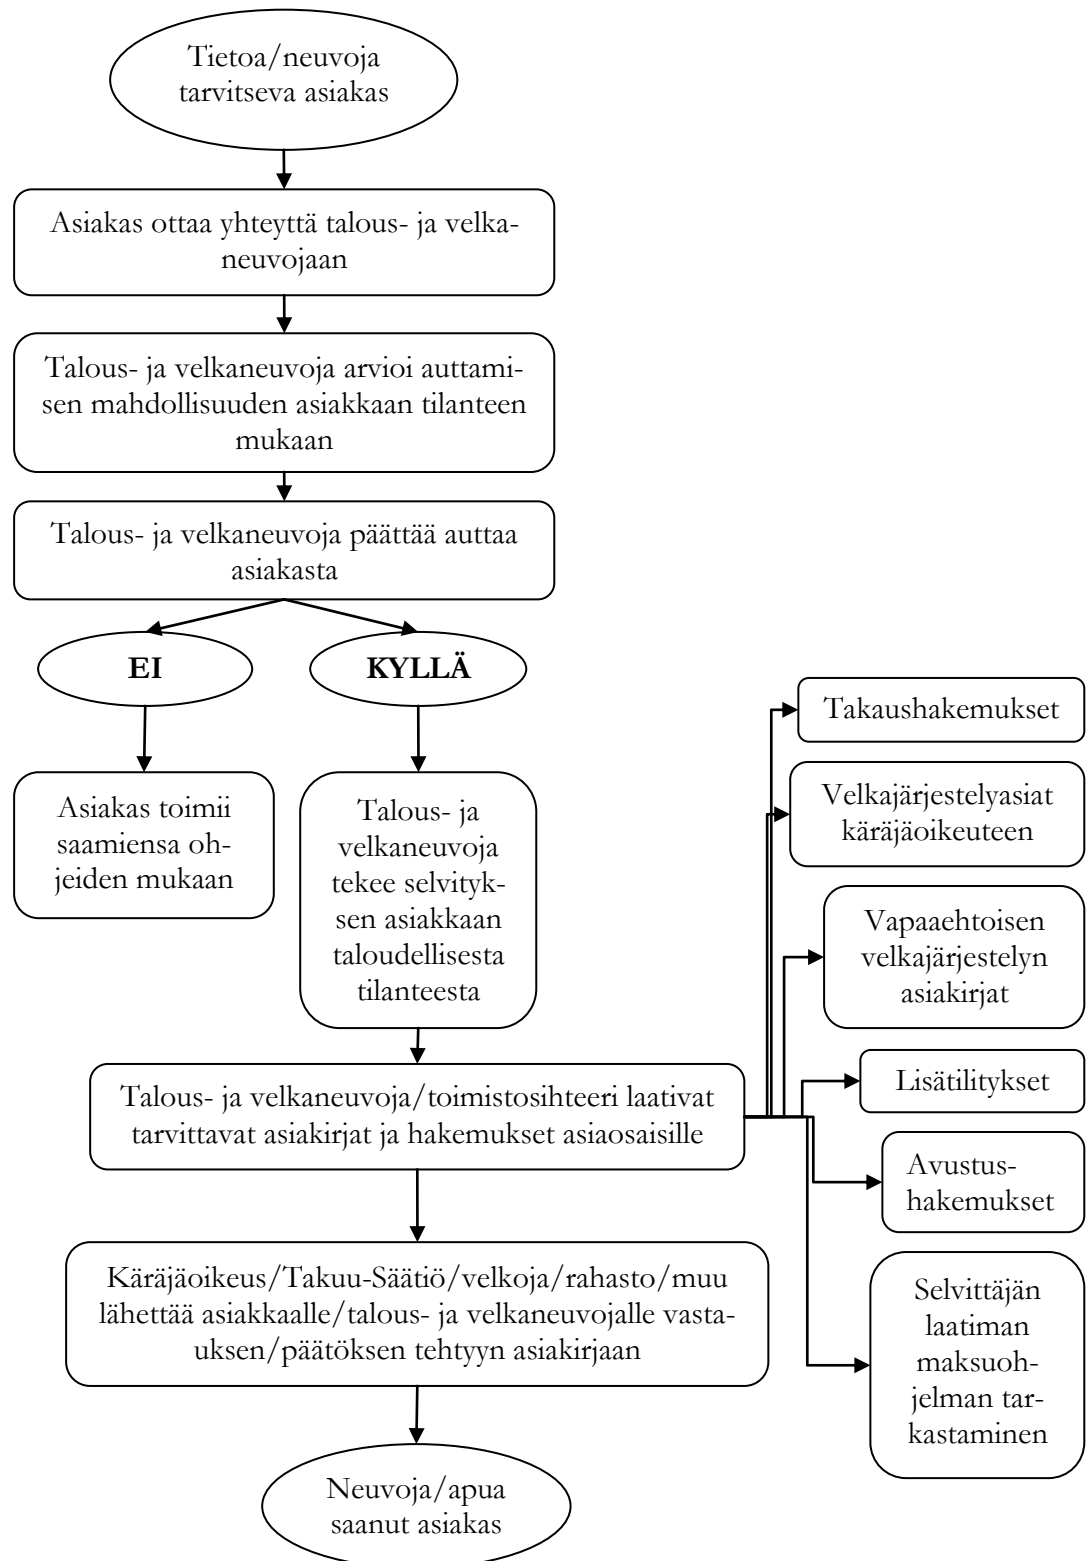 Tietoa/neuvoja
tarvitseva asiakas
Asiakas ottaa yhteyttä talous- ja velka-
neuvojaan
Talous- ja velkaneuvoja arvioi auttami-
sen mahdollisuuden asiakkaan tilanteen
mukaan
Talous- ja velkaneuvoja päättää auttaa
asiakasta
EI
KYLLÄ
Asiakas toimii
saamiensa oh-
jeiden mukaan
Talous- ja
velkaneuvoja
tekee selvityk-
sen asiakkaan
taloudellisesta
tilanteesta
Talous- ja velkaneuvoja/toimistosihteeri laativat
tarvittavat asiakirjat ja hakemukset asiaosaisille
Takaushakemukset
Velkajärjestelyasiat
käräjäoikeuteen
Vapaaehtoisen
velkajärjestelyn
asiakirjat
Lisätilitykset
Avustus-
hakemukset
Selvittäjän
laatiman
maksuoh-
jelman tar-
kastaminen
Käräjäoikeus/Takuu-Säätiö/velkoja/rahasto/muu
lähettää asiakkaalle/talous- ja velkaneuvojalle vasta-
uksen/päätöksen tehtyyn asiakirjaan
Neuvoja/apua
saanut asiakas